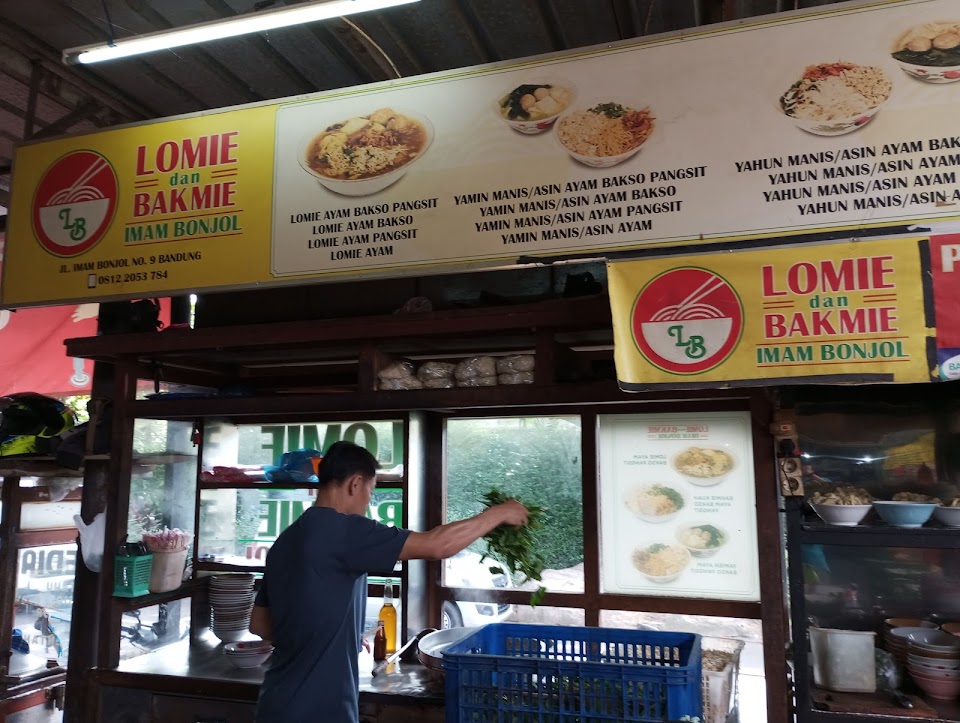 LOMIE
dan
BAKMIE
IMAM BONJOL
JL. IMAM BONJOL NO. 9 BANDUNG
0812 2053 784
LB
LOMIE AYAM BAKSO PANGSIT
LOMIE AYAM BAKSO
LOMIE AYAM PANGSIT
LOMIE AYAM
YAMIN MANIS/ASIN AYAM BAKSO PANGSIT
YAMIN MANIS/ASIN AYAM BAKSO
YAMIN MANIS/ASIN AYAM PANGSIT
YAMIN MANIS/ASIN AYAM
YAHUN MANIS/ASIN AYAM BAK
YAHUN MANIS/ASIN AYAM
YAHUN MANIS/ASIN AYAM
YAHUN MANIS/ASIN A
LB
LOMIE
dan
BAKMIE
IMAM BONJOL
P
BA
LOMIE
EDIA